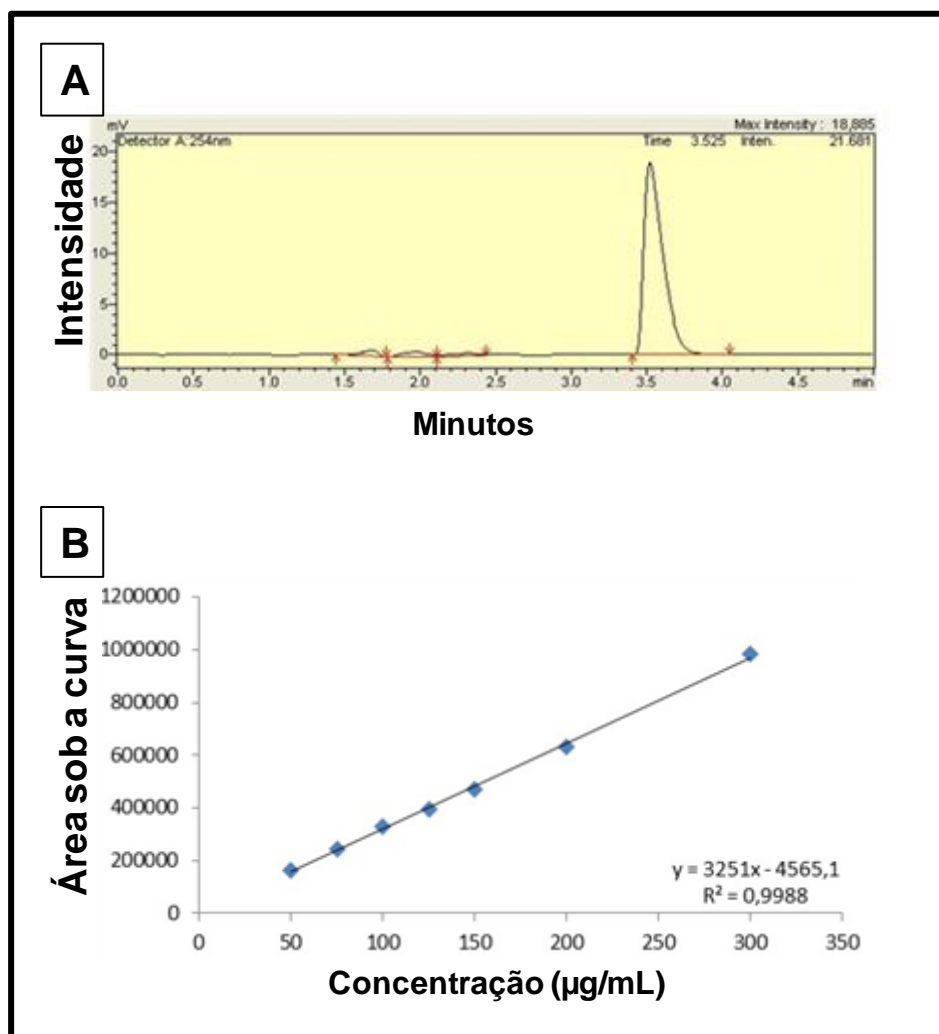 A
Intensidade
mV
Max Intensity : 18,885
Detector A:254nm
Time 3.525 Inten. 21.681
20
15
10
5
0
0.0 0.5 1.0 1.5 2.0 2.5 3.0 3.5 4.0 4.5 min
Minutos
B
Área sob a curva
1200000
1000000
800000
600000
400000
200000
0
0 50 100 150 200 250 300 350
y = 3251x - 4565,1
R² = 0,9988
Concentração (µg/mL)